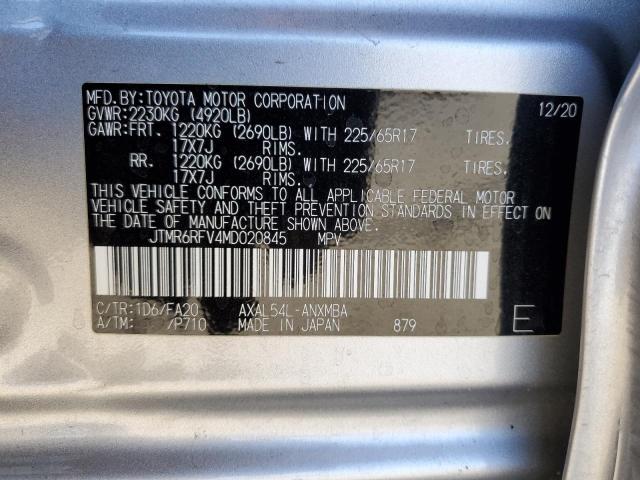 MFD.BY:TOYOTA MOTOR CORPORATION 12/20
GVWR:2230KG (4920LB)
GAWR:FRT. 1220KG (2690LB) WITH 225/65R17 TIRES.
17X7J RIMS.
RR. 1220KG (2690LB) WITH 225/65R17 TIRES.
17X7J RIMS.
THIS VEHICLE CONFORMS TO ALL APPLICABLE FEDERAL MOTOR
VEHICLE SAFETY AND THEFT PREVENTION STANDARDS IN EFFECT ON
THE DATE OF MANUFACTURE SHOWN ABOVE.
JTMR6RFV4MD020845 MPV
C/TR:1D6/FA20 AXAL54L-ANXMBA
A/TM: /P710 MADE IN JAPAN 879 E